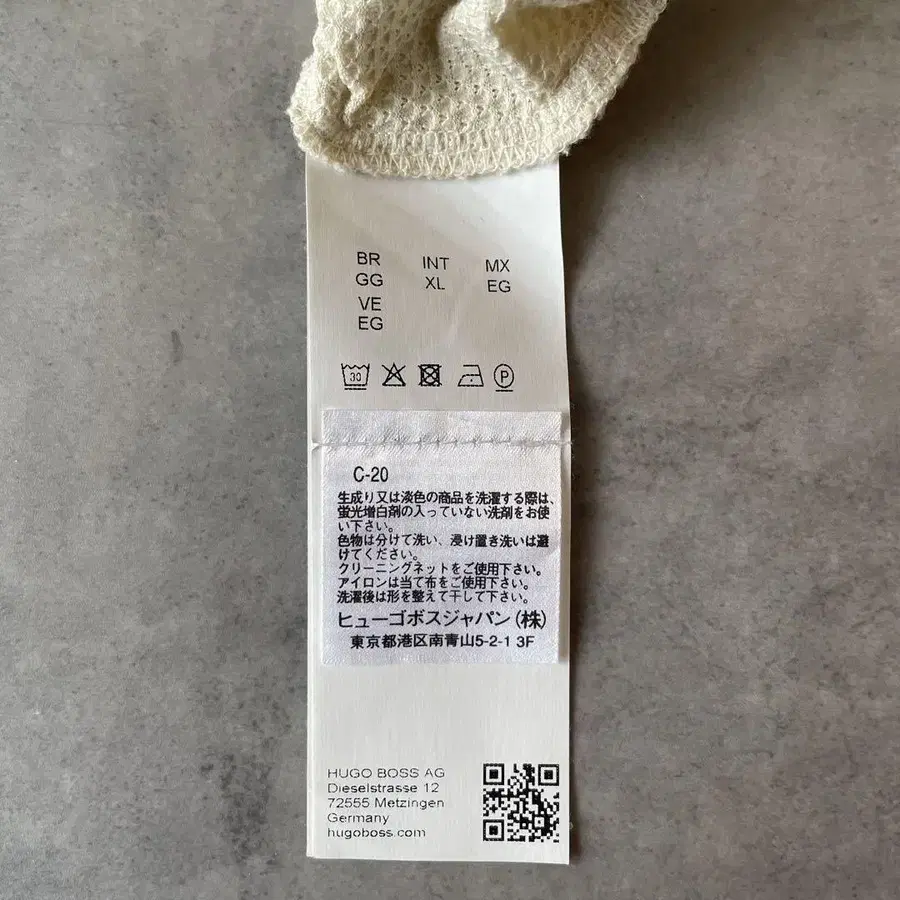 BR INT MX
GG XL EG
VE
EG
30 P
C-20
生成り又は淡色の商品を洗濯する際は、
蛍光増白剤の入っていない洗剤をお使
い下さい。
色物は分けて洗い、浸け置き洗いは避
けてください。
クリーニングネットをご使用下さい。
アイロンは当て布をご使用下さい。
洗濯後は形を整えて干して下さい。
ヒューゴボスジャパン(株)
東京都港区南青山5-2-1 3F
HUGO BOSS AG
Dieselstrasse 12
72555 Metzingen
Germany
hugoboss.com